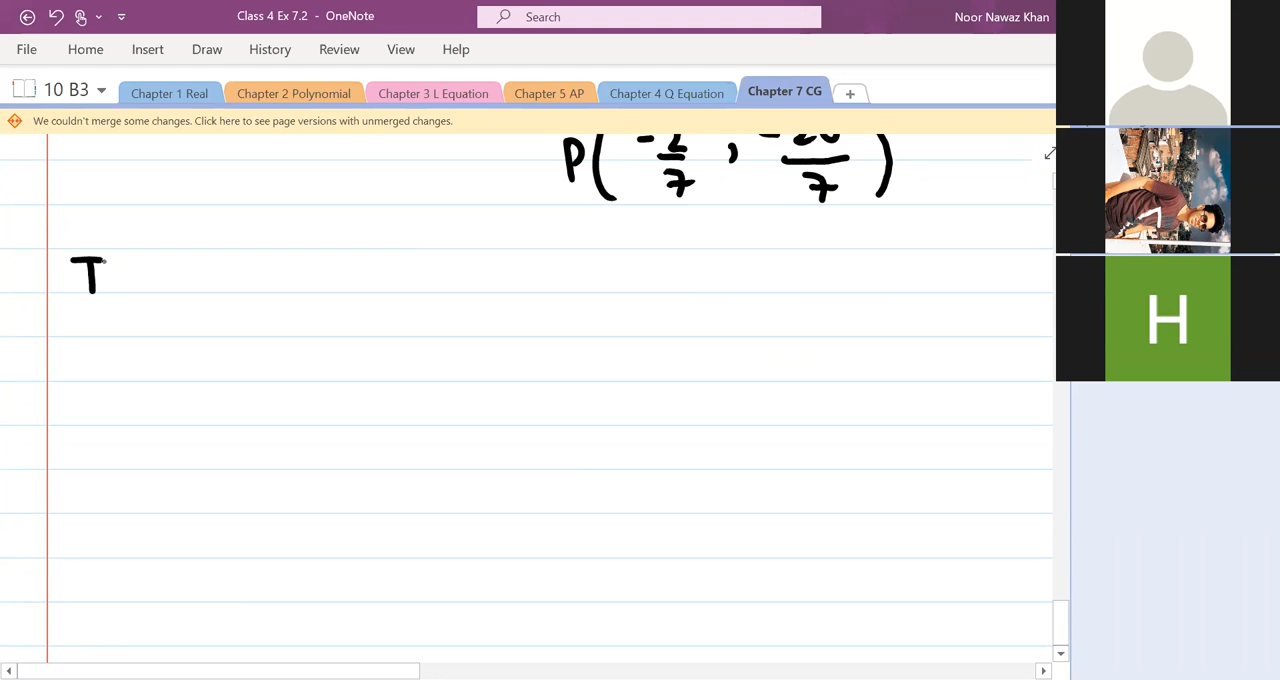 Class 4 Ex 7.2 - OneNote
Search
Noor Nawaz Khan
File Home Insert Draw History Review View Help
10 B3
Chapter 1 Real
Chapter 2 Polynomial
Chapter 3 L Equation
Chapter 5 AP
Chapter 4 Q Equation
Chapter 7 CG
We couldn't merge some changes. Click here to see page versions with unmerged changes.
P(-2/7, -20/7)
T
H